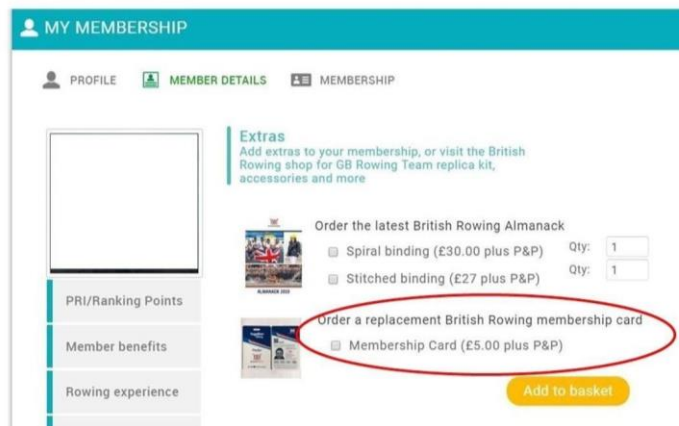 MY MEMBERSHIP
PROFILE
MEMBER DETAILS
MEMBERSHIP
Extras
Add extras to your membership, or visit the British
Rowing shop for GB Rowing Team replica kit,
accessories and more
Order the latest British Rowing Almanack
Spiral binding (£30.00 plus P&P) Qty: 1
Stitched binding (£27 plus P&P) Qty: 1
ALMANACK 2020
Order a replacement British Rowing membership card
Membership Card (£5.00 plus P&P)
Add to basket
PRI/Ranking Points
Member benefits
Rowing experience